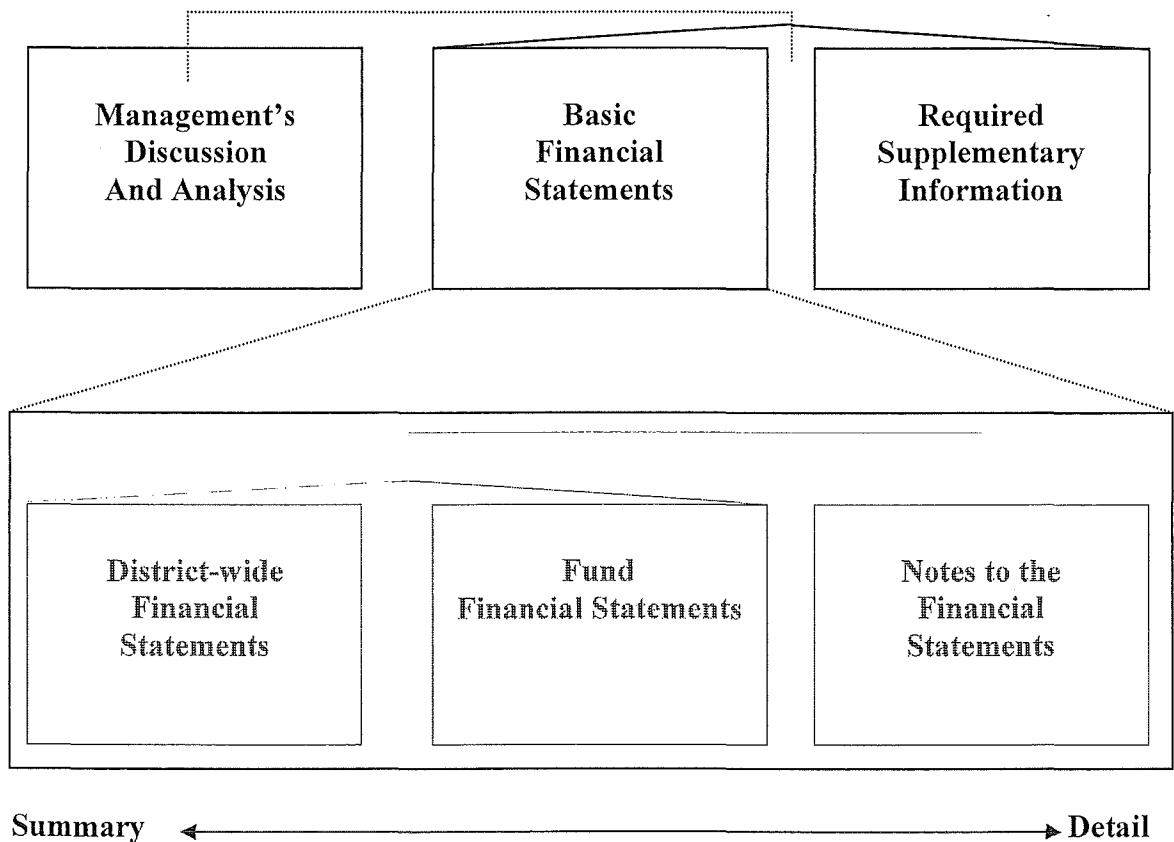 Management's
Discussion
And Analysis
Basic
Financial
Statements
Required
Supplementary
Information
District-wide
Financial
Statements
Fund
Financial Statements
Notes to the
Financial
Statements
Summary
Detail